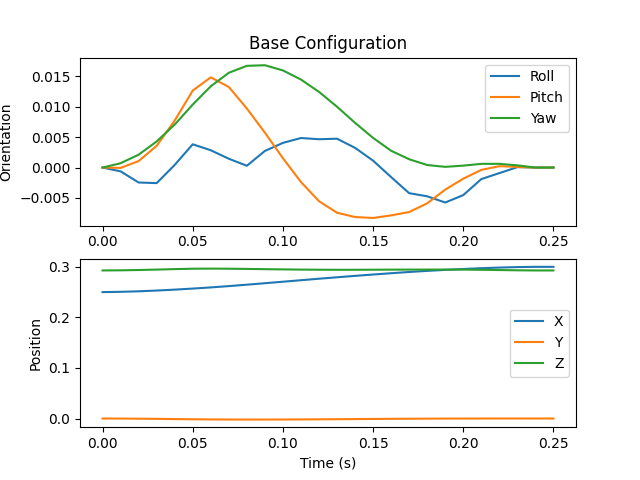 Base Configuration
Orientation
0.015
0.010
0.005
0.000
−0.005
Roll
Pitch
Yaw
0.00 0.05 0.10 0.15 0.20 0.25
Position
0.3
0.2
0.1
0.0
X
Y
Z
0.00 0.05 0.10 0.15 0.20 0.25
Time (s)